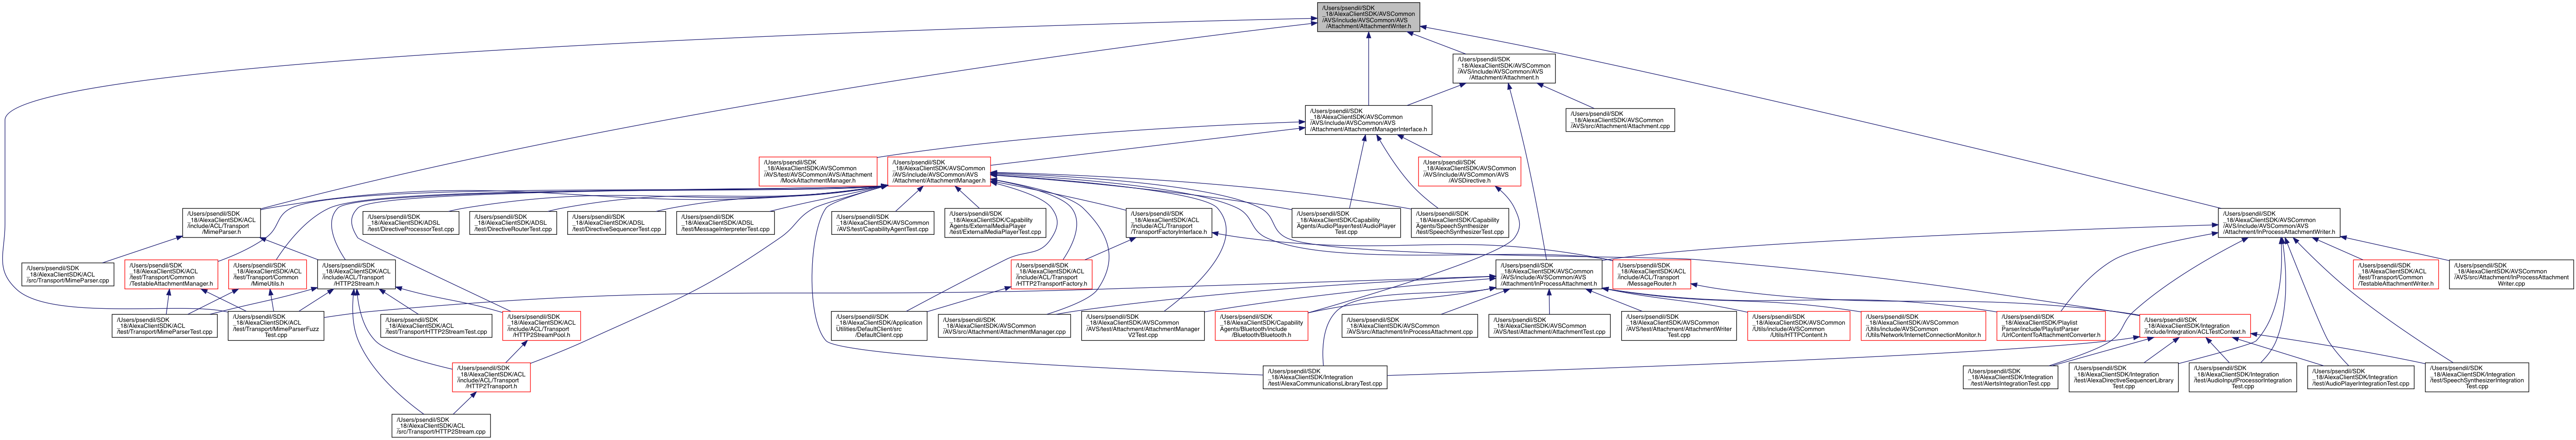 /Users/psendil/SDK
_18/AlexaClientSDK/AVSCommon
/AVS/include/AVSCommon/AVS
/Attachment/AttachmentWriter.h
/Users/psendil/SDK
_18/AlexaClientSDK/AVSCommon
/AVS/include/AVSCommon/AVS
/Attachment/Attachment.h
/Users/psendil/SDK
_18/AlexaClientSDK/AVSCommon
/AVS/include/AVSCommon/AVS
/Attachment/AttachmentManagerInterface.h
/Users/psendil/SDK
_18/AlexaClientSDK/AVSCommon
/AVS/src/Attachment/Attachment.cpp
/Users/psendil/SDK
_18/AlexaClientSDK/AVSCommon
/AVS/test/AVSCommon/AVS/Attachment
/MockAttachmentManager.h
/Users/psendil/SDK
_18/AlexaClientSDK/AVSCommon
/AVS/include/AVSCommon/AVS
/Attachment/AttachmentManager.h
/Users/psendil/SDK
_18/AlexaClientSDK/AVSCommon
/AVS/include/AVSCommon/AVS
/AVSDirective.h
/Users/psendil/SDK
_18/AlexaClientSDK/ACL
/include/ACL/Transport
/MimeParser.h
/Users/psendil/SDK
_18/AlexaClientSDK/ADSL
/test/DirectiveProcessorTest.cpp
/Users/psendil/SDK
_18/AlexaClientSDK/ADSL
/test/DirectiveRouterTest.cpp
/Users/psendil/SDK
_18/AlexaClientSDK/ADSL
/test/DirectiveSequencerTest.cpp
/Users/psendil/SDK
_18/AlexaClientSDK/ADSL
/test/MessageInterpreterTest.cpp
/Users/psendil/SDK
_18/AlexaClientSDK/AVSCommon
/AVS/test/CapabilityAgentTest.cpp
/Users/psendil/SDK
_18/AlexaClientSDK/Capability
Agents/ExternalMediaPlayer
/test/ExternalMediaPlayerTest.cpp
/Users/psendil/SDK
_18/AlexaClientSDK/ACL
/include/ACL/Transport
/TransportFactoryInterface.h
/Users/psendil/SDK
_18/AlexaClientSDK/Capability
Agents/AudioPlayer/test/AudioPlayer
Test.cpp
/Users/psendil/SDK
_18/AlexaClientSDK/Capability
Agents/SpeechSynthesizer
/test/SpeechSynthesizerTest.cpp
/Users/psendil/SDK
_18/AlexaClientSDK/AVSCommon
/AVS/include/AVSCommon/AVS
/Attachment/InProcessAttachmentWriter.h
/Users/psendil/SDK
_18/AlexaClientSDK/ACL
/src/Transport/MimeParser.cpp
/Users/psendil/SDK
_18/AlexaClientSDK/ACL
/test/Transport/Common
/TestableAttachmentManager.h
/Users/psendil/SDK
_18/AlexaClientSDK/ACL
/test/Transport/Common
/MimeUtils.h
/Users/psendil/SDK
_18/AlexaClientSDK/ACL
/include/ACL/Transport
/HTTP2Stream.h
/Users/psendil/SDK
_18/AlexaClientSDK/ACL
/include/ACL/Transport
/HTTP2TransportFactory.h
/Users/psendil/SDK
_18/AlexaClientSDK/AVSCommon
/AVS/include/AVSCommon/AVS
/Attachment/InProcessAttachment.h
/Users/psendil/SDK
_18/AlexaClientSDK/ACL
/include/ACL/Transport
/MessageRouter.h
/Users/psendil/SDK
_18/AlexaClientSDK/ACL
/test/Transport/Common
/TestableAttachmentWriter.h
/Users/psendil/SDK
_18/AlexaClientSDK/AVSCommon
/AVS/src/Attachment/InProcessAttachment
Writer.cpp
/Users/psendil/SDK
_18/AlexaClientSDK/ACL
/test/Transport/MimeParserTest.cpp
/Users/psendil/SDK
_18/AlexaClientSDK/ACL
/test/Transport/MimeParserFuzz
Test.cpp
/Users/psendil/SDK
_18/AlexaClientSDK/ACL
/test/Transport/HTTP2StreamTest.cpp
/Users/psendil/SDK
_18/AlexaClientSDK/ACL
/include/ACL/Transport
/HTTP2StreamPool.h
/Users/psendil/SDK
_18/AlexaClientSDK/Application
Utilities/DefaultClient/src
/DefaultClient.cpp
/Users/psendil/SDK
_18/AlexaClientSDK/AVSCommon
/AVS/src/Attachment/AttachmentManager.cpp
/Users/psendil/SDK
_18/AlexaClientSDK/AVSCommon
/AVS/test/Attachment/AttachmentManager
V2Test.cpp
/Users/psendil/SDK
_18/AlexaClientSDK/Capability
Agents/Bluetooth/include
/Bluetooth/Bluetooth.h
/Users/psendil/SDK
_18/AlexaClientSDK/AVSCommon
/AVS/src/Attachment/InProcessAttachment.cpp
/Users/psendil/SDK
_18/AlexaClientSDK/AVSCommon
/AVS/test/Attachment/AttachmentTest.cpp
/Users/psendil/SDK
_18/AlexaClientSDK/AVSCommon
/AVS/test/Attachment/AttachmentWriter
Test.cpp
/Users/psendil/SDK
_18/AlexaClientSDK/AVSCommon
/Utils/include/AVSCommon
/Utils/HTTPContent.h
/Users/psendil/SDK
_18/AlexaClientSDK/AVSCommon
/Utils/include/AVSCommon
/Utils/Network/InternetConnectionMonitor.h
/Users/psendil/SDK
_18/AlexaClientSDK/Playlist
Parser/include/PlaylistParser
/UrlContentToAttachmentConverter.h
/Users/psendil/SDK
_18/AlexaClientSDK/Integration
/include/Integration/ACLTestContext.h
/Users/psendil/SDK
_18/AlexaClientSDK/ACL
/include/ACL/Transport
/HTTP2Transport.h
/Users/psendil/SDK
_18/AlexaClientSDK/Integration
/test/AlexaCommunicationsLibraryTest.cpp
/Users/psendil/SDK
_18/AlexaClientSDK/Integration
/test/AlertsIntegrationTest.cpp
/Users/psendil/SDK
_18/AlexaClientSDK/Integration
/test/AlexaDirectiveSequencerLibrary
Test.cpp
/Users/psendil/SDK
_18/AlexaClientSDK/Integration
/test/AudioInputProcessorIntegration
Test.cpp
/Users/psendil/SDK
_18/AlexaClientSDK/Integration
/test/AudioPlayerIntegrationTest.cpp
/Users/psendil/SDK
_18/AlexaClientSDK/Integration
/test/SpeechSynthesizerIntegration
Test.cpp
/Users/psendil/SDK
_18/AlexaClientSDK/ACL
/src/Transport/HTTP2Stream.cpp